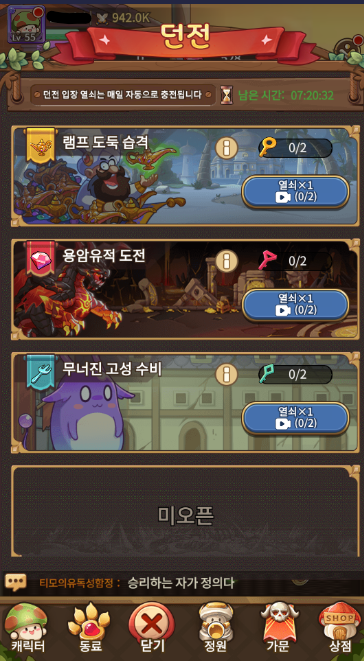 Lv 55
942.0K
던전
던전 입장 열쇠는 매일 자동으로 충전됩니다
남은 시간: 07:20:32
램프 도둑 습격
0/2
열쇠×1
(0/2)
용암유적 도전
0/2
열쇠×1
(0/2)
무너진 고성 수비
0/2
열쇠×1
(0/2)
미오픈
티모의유독성함정 : 승리하는 자가 정의다
캐릭터
동료
닫기
정원
가문
SHOP
상점